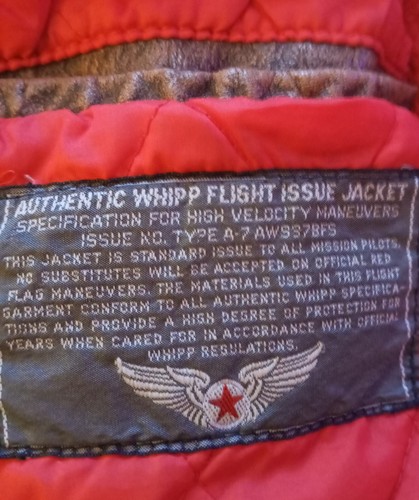 AUTHENTIC WHIPP FLIGHT ISSUE JACKET
SPECIFICATION FOR HIGH VELOCITY MANEUVERS
ISSUE NO. TYPE A-7 AWS978FS
THIS JACKET IS STANDARD ISSUE TO ALL MISSION PILOTS,
NO SUBSTITUTES WILL BE ACCEPTED ON OFFICIAL RED
FLAG MANEUVERS. THE MATERIALS USED IN THIS FLIGHT
GARMENT CONFORM TO ALL AUTHENTIC WHIPP SPECIFICA-
TIONS AND PROVIDE A HIGH DEGREE OF PROTECTION FOR
YEARS WHEN CARED FOR IN ACCORDANCE WITH OFFICIAL
WHIPP REGULATIONS.